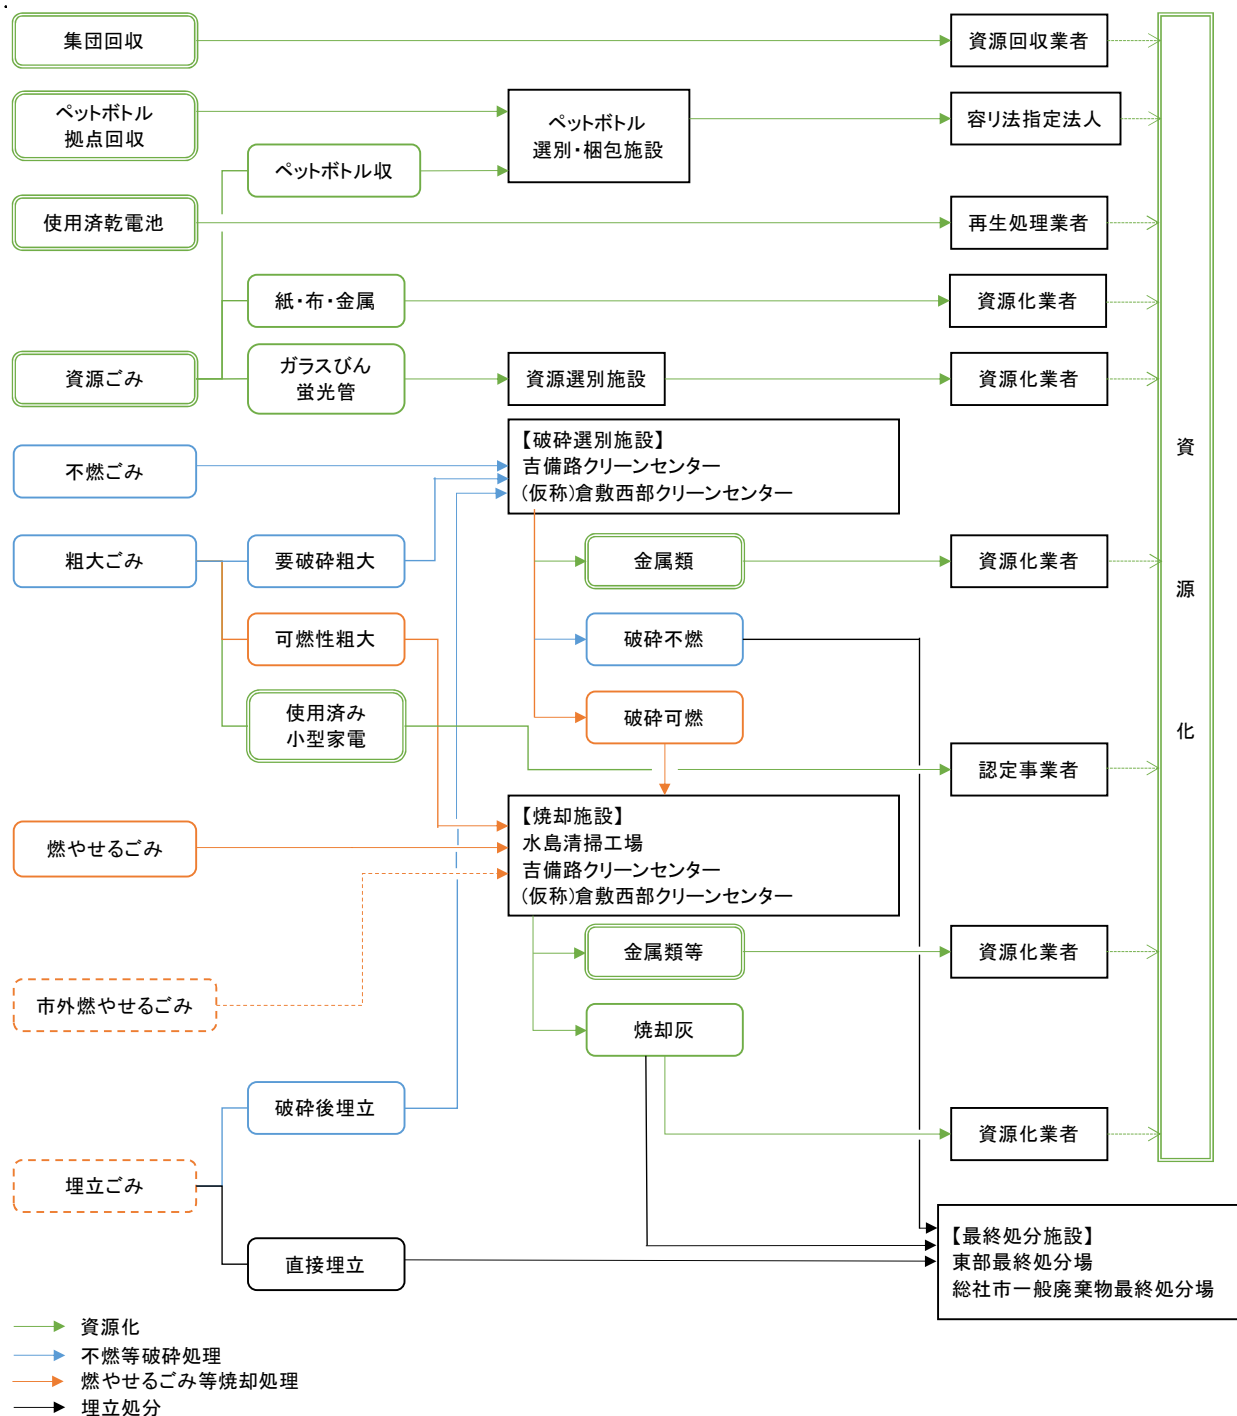 集団回収
資源回収業者
ペットボトル
拠点回収
ペットボトル
選別・梱包施設
容リ法指定法人
ペットボトル収
使用済乾電池
再生処理業者
紙・布・金属
資源化業者
資源ごみ
ガラスびん
蛍光管
資源選別施設
資源化業者
不燃ごみ
【破砕選別施設】
吉備路クリーンセンター
(仮称)倉敷西部クリーンセンター
粗大ごみ
要破砕粗大
金属類
資源化業者
可燃性粗大
破砕不燃
使用済み
小型家電
破砕可燃
認定事業者
燃やせるごみ
【焼却施設】
水島清掃工場
吉備路クリーンセンター
(仮称)倉敷西部クリーンセンター
金属類等
資源化業者
市外燃やせるごみ
焼却灰
破砕後埋立
資源化業者
埋立ごみ
直接埋立
【最終処分施設】
東部最終処分場
総社市一般廃棄物最終処分場
資
源
化
資源化
不燃等破砕処理
燃やせるごみ等焼却処理
埋立処分